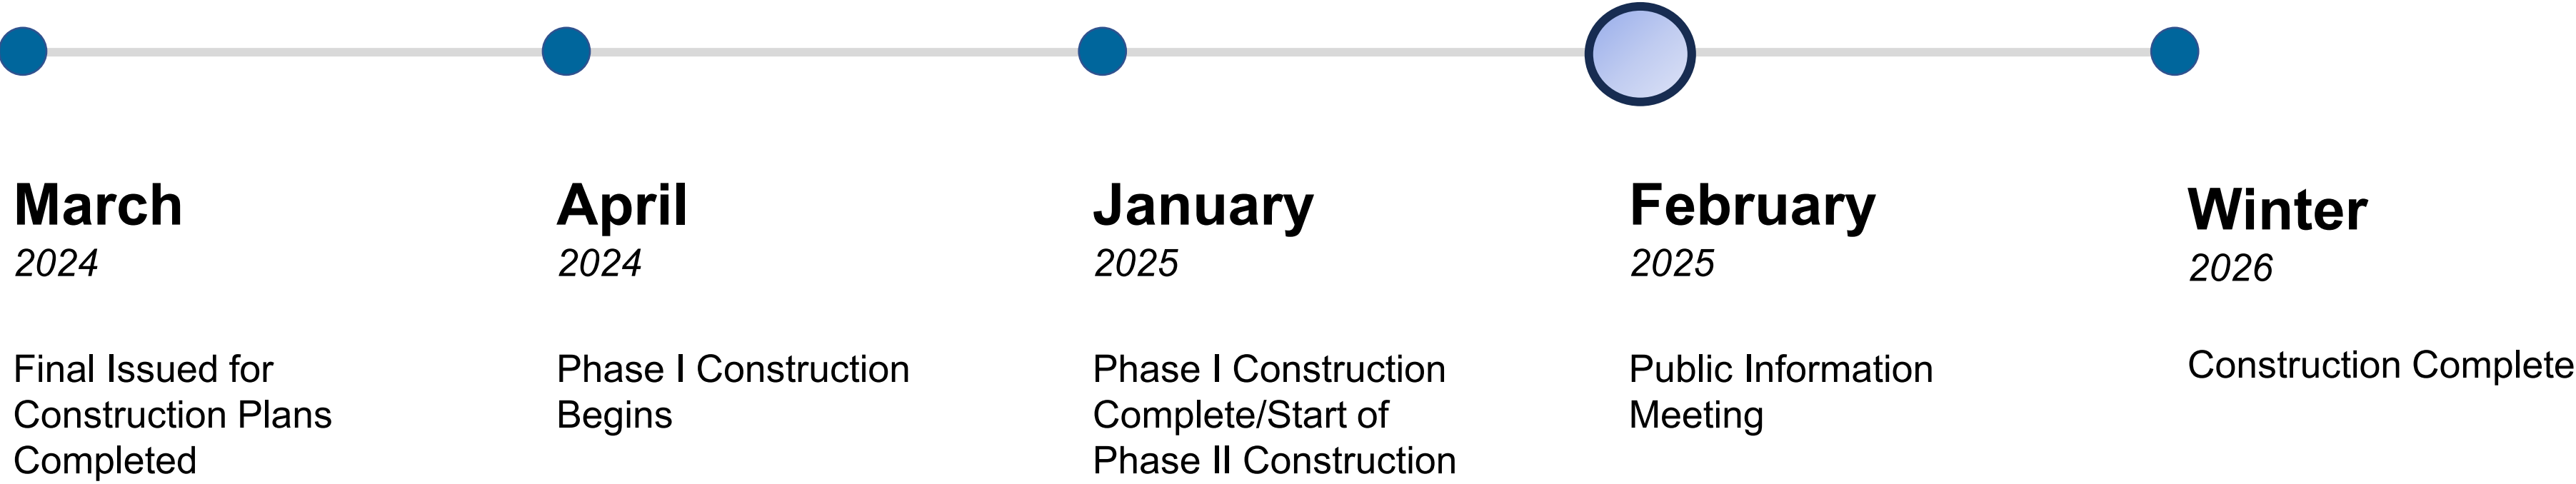 March
2024
Final Issued for
Construction Plans
Completed
April
2024
Phase I Construction
Begins
January
2025
Phase I Construction
Complete/Start of
Phase II Construction
February
2025
Public Information
Meeting
Winter
2026
Construction Complete